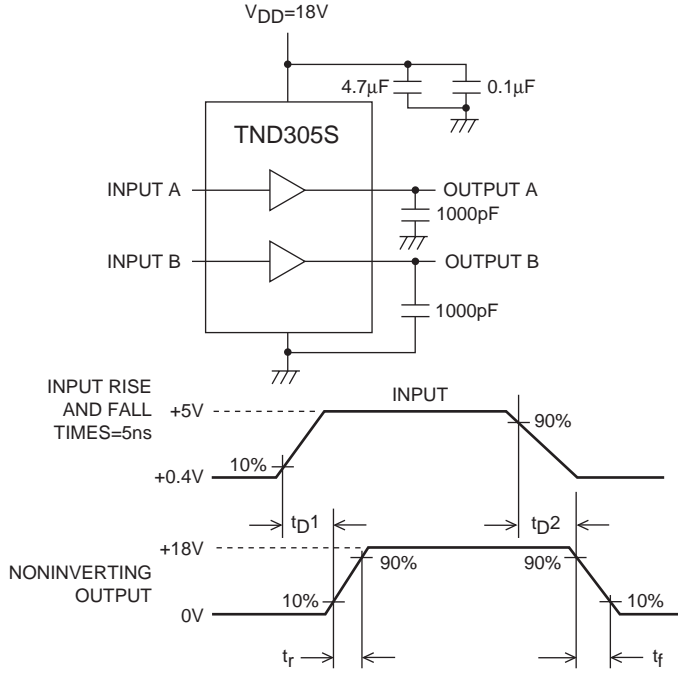 VDD=18V
4.7μF
0.1μF
TND305S
INPUT A
OUTPUT A
1000pF
INPUT B
OUTPUT B
1000pF
INPUT RISE
AND FALL
TIMES=5ns
+5V
INPUT
90%
10%
+0.4V
tD1
tD2
+18V
NONINVERTING
OUTPUT
90%
90%
10%
10%
0V
tr
tf